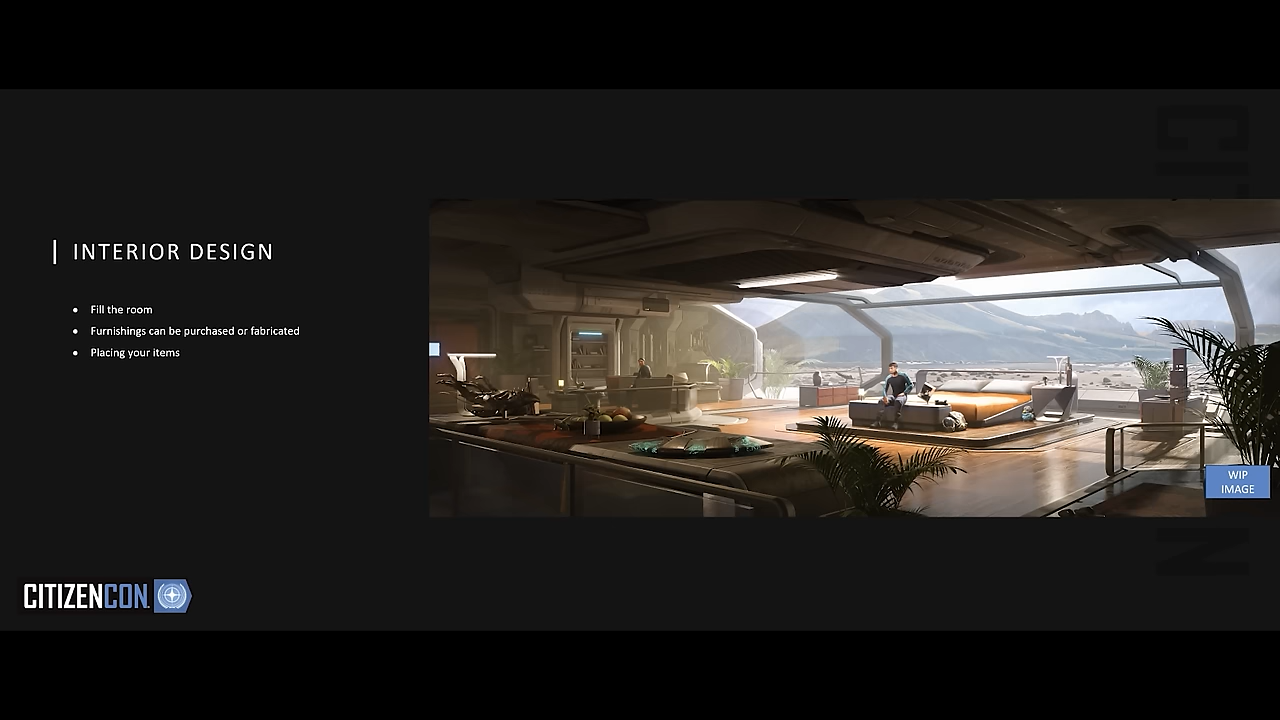 INTERIOR DESIGN
Fill the room
Furnishings can be purchased or fabricated
Placing your items
WIP
IMAGE
CITIZENCON